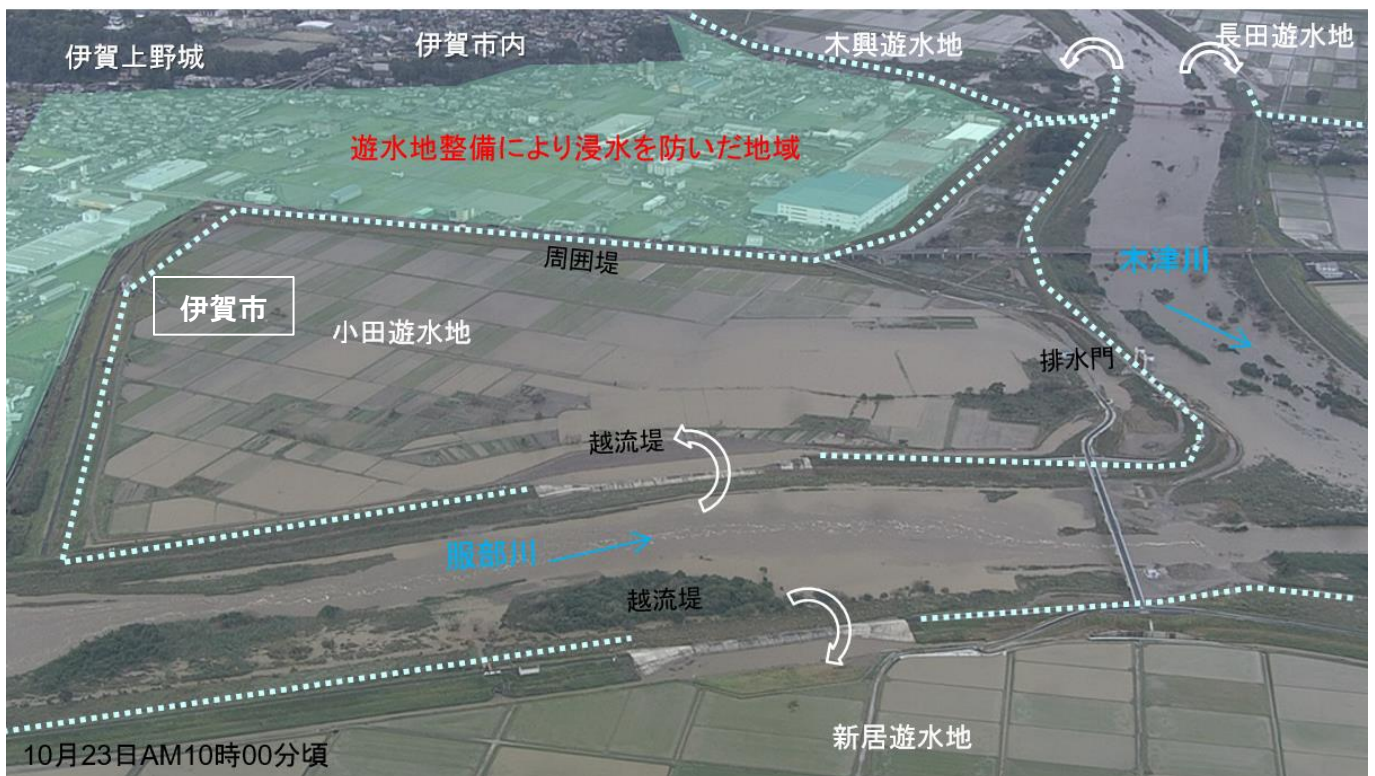 伊賀上野城
伊賀市内
木興遊水地
長田遊水地
遊水地整備により浸水を防いだ地域
周囲堤
木津川
伊賀市
小田遊水地
排水門
越流堤
服部川
越流堤
新居遊水地
10月23日AM10時00分頃